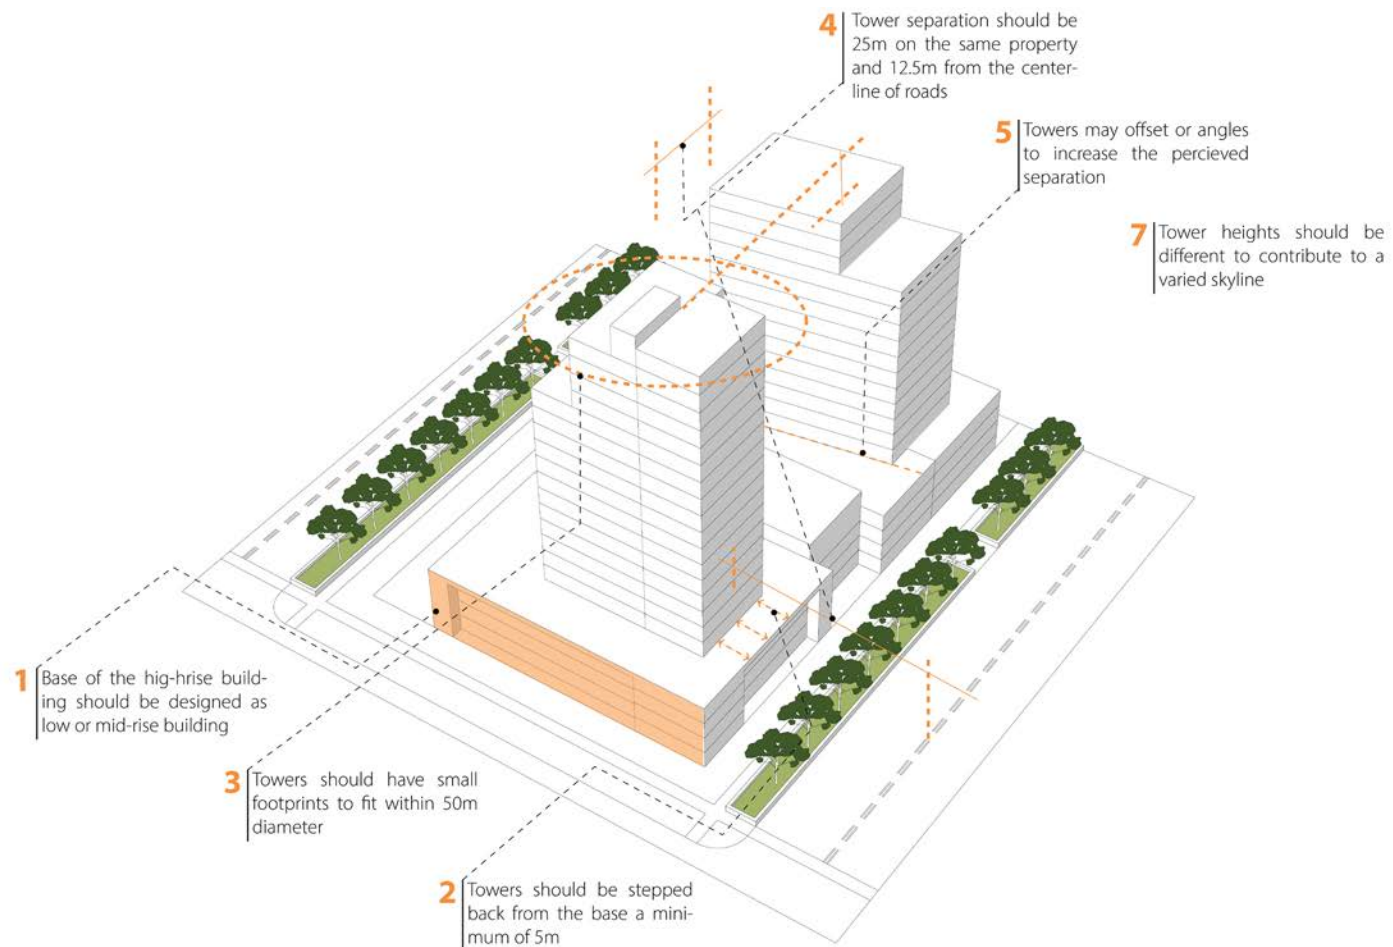 4
Tower separation should be
25m on the same property
and 12.5m from the center-
line of roads
5
Towers may offset or angles
to increase the percieved
separation
7
Tower heights should be
different to contribute to a
varied skyline
1
Base of the hig-hrise build-
ing should be designed as
low or mid-rise building
3
Towers should have small
footprints to fit within 50m
diameter
2
Towers should be stepped
back from the base a mini-
mum of 5m